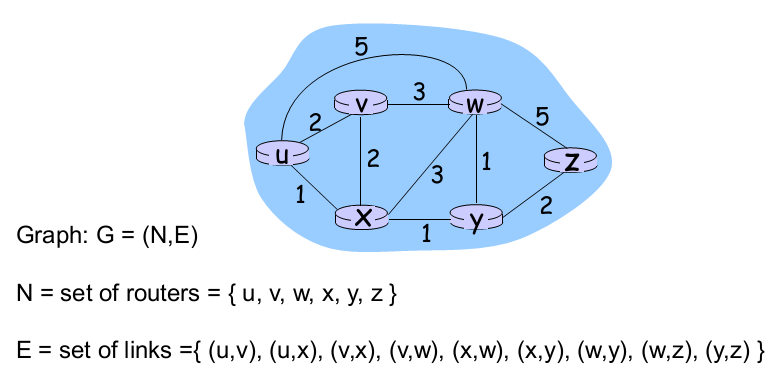 5
v 3 w
2 5
u 2 1 z
3
1 2
x 1 y
Graph: G = (N,E)
N = set of routers = { u, v, w, x, y, z }
E = set of links ={ (u,v), (u,x), (v,x), (v,w), (x,w), (x,y), (w,y), (w,z), (y,z) }